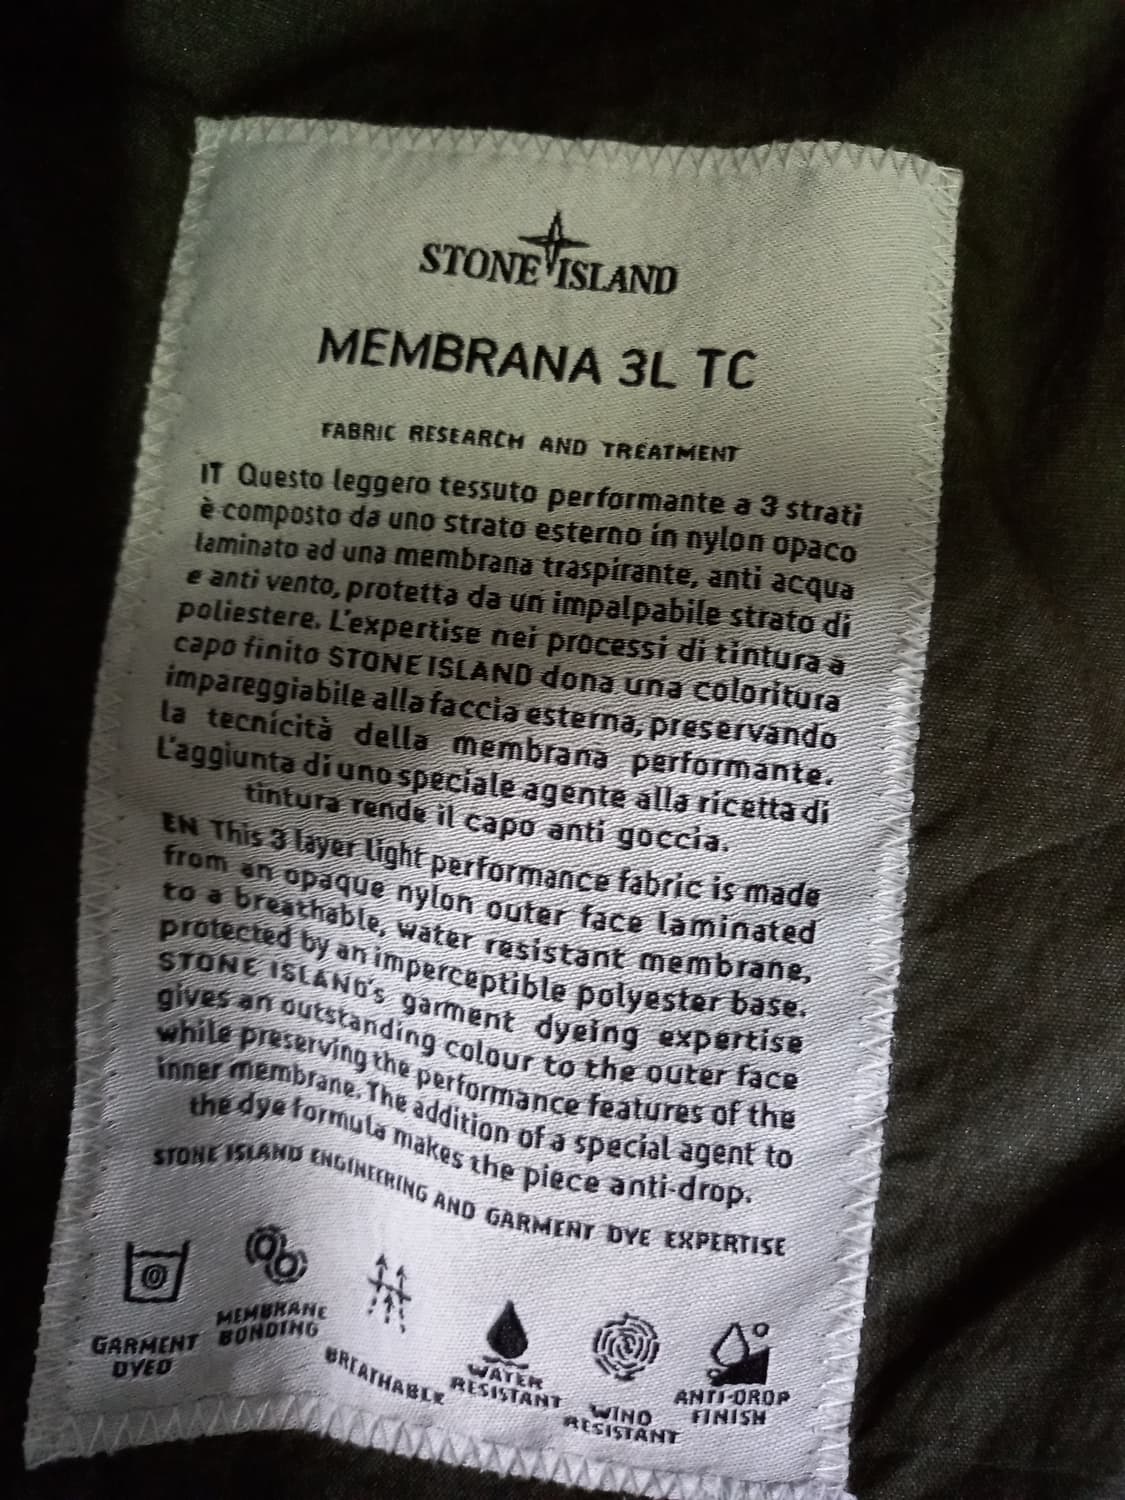 STONE ISLAND
MEMBRANA 3L TC
FABRIC RESEARCH AND TREATMENT
IT Questo leggero tessuto performante a 3 strati
è composto da uno strato esterno in nylon opaco
laminato ad una membrana traspirante, anti acqua
e anti vento, protetta da un impalpabile strato di
poliestere. L'expertise nei processi di tintura a
capo finito STONE ISLAND dona una coloritura
impareggiabile alla faccia esterna, preservando
la tecnicità della membrana performante.
L'aggiunta di uno speciale agente alla ricetta di
tintura rende il capo anti goccia.
EN This 3 layer light performance fabric is made
from an opaque nylon outer face laminated
to a breathable, water resistant membrane,
protected by an imperceptible polyester base.
STONE ISLAND's garment dyeing expertise
gives an outstanding colour to the outer face
while preserving the performance features of the
inner membrane. The addition of a special agent to
the dye formula makes the piece anti-drop.
STONE ISLAND ENGINEERING AND GARMENT DYE EXPERTISE
GARMENT
DYED
MEMBRANE
BONDING
BREATHABLE
WATER
RESISTANT
WIND
RESISTANT
ANTI-DROP
FINISH